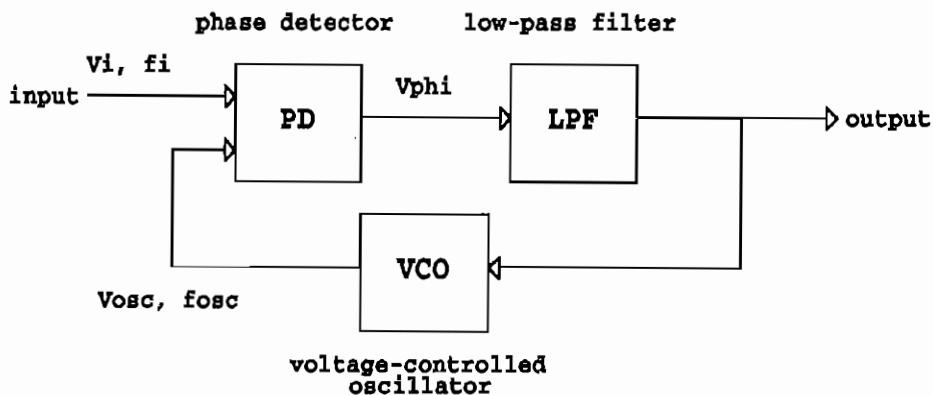 phase detector
low-pass filter
Vi, fi
input
PD
Vphi
LPF
output
VCO
Vosc, fosc
voltage-controlled
oscillator